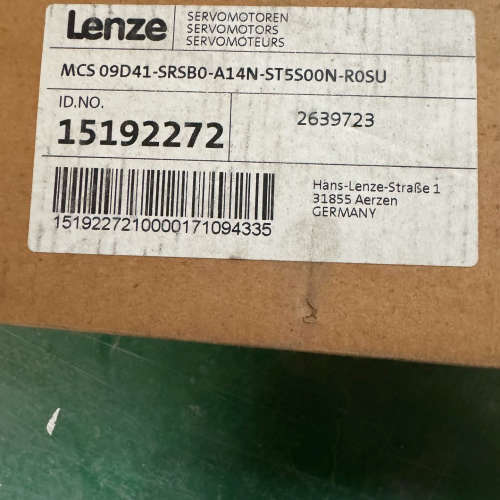 Lenze
SERVOMOTOREN
SERVOMOTORS
SERVOMOTEURS
MCS 09D41-SRSB0-A14N-ST5S00N-R0SU
ID.NO.
15192272
2639723
1519227210000171094335
Hans-Lenze-Straße 1
31855 Aerzen
GERMANY